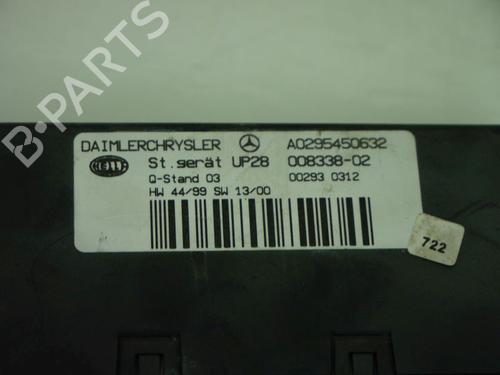 B-PARTS
DAIMLERCHRYSLER A0295450632
HELLA St.gerät UP28 008338-02
Q-Stand 03 00293 0312
HW 44/99 SW 13/00
722